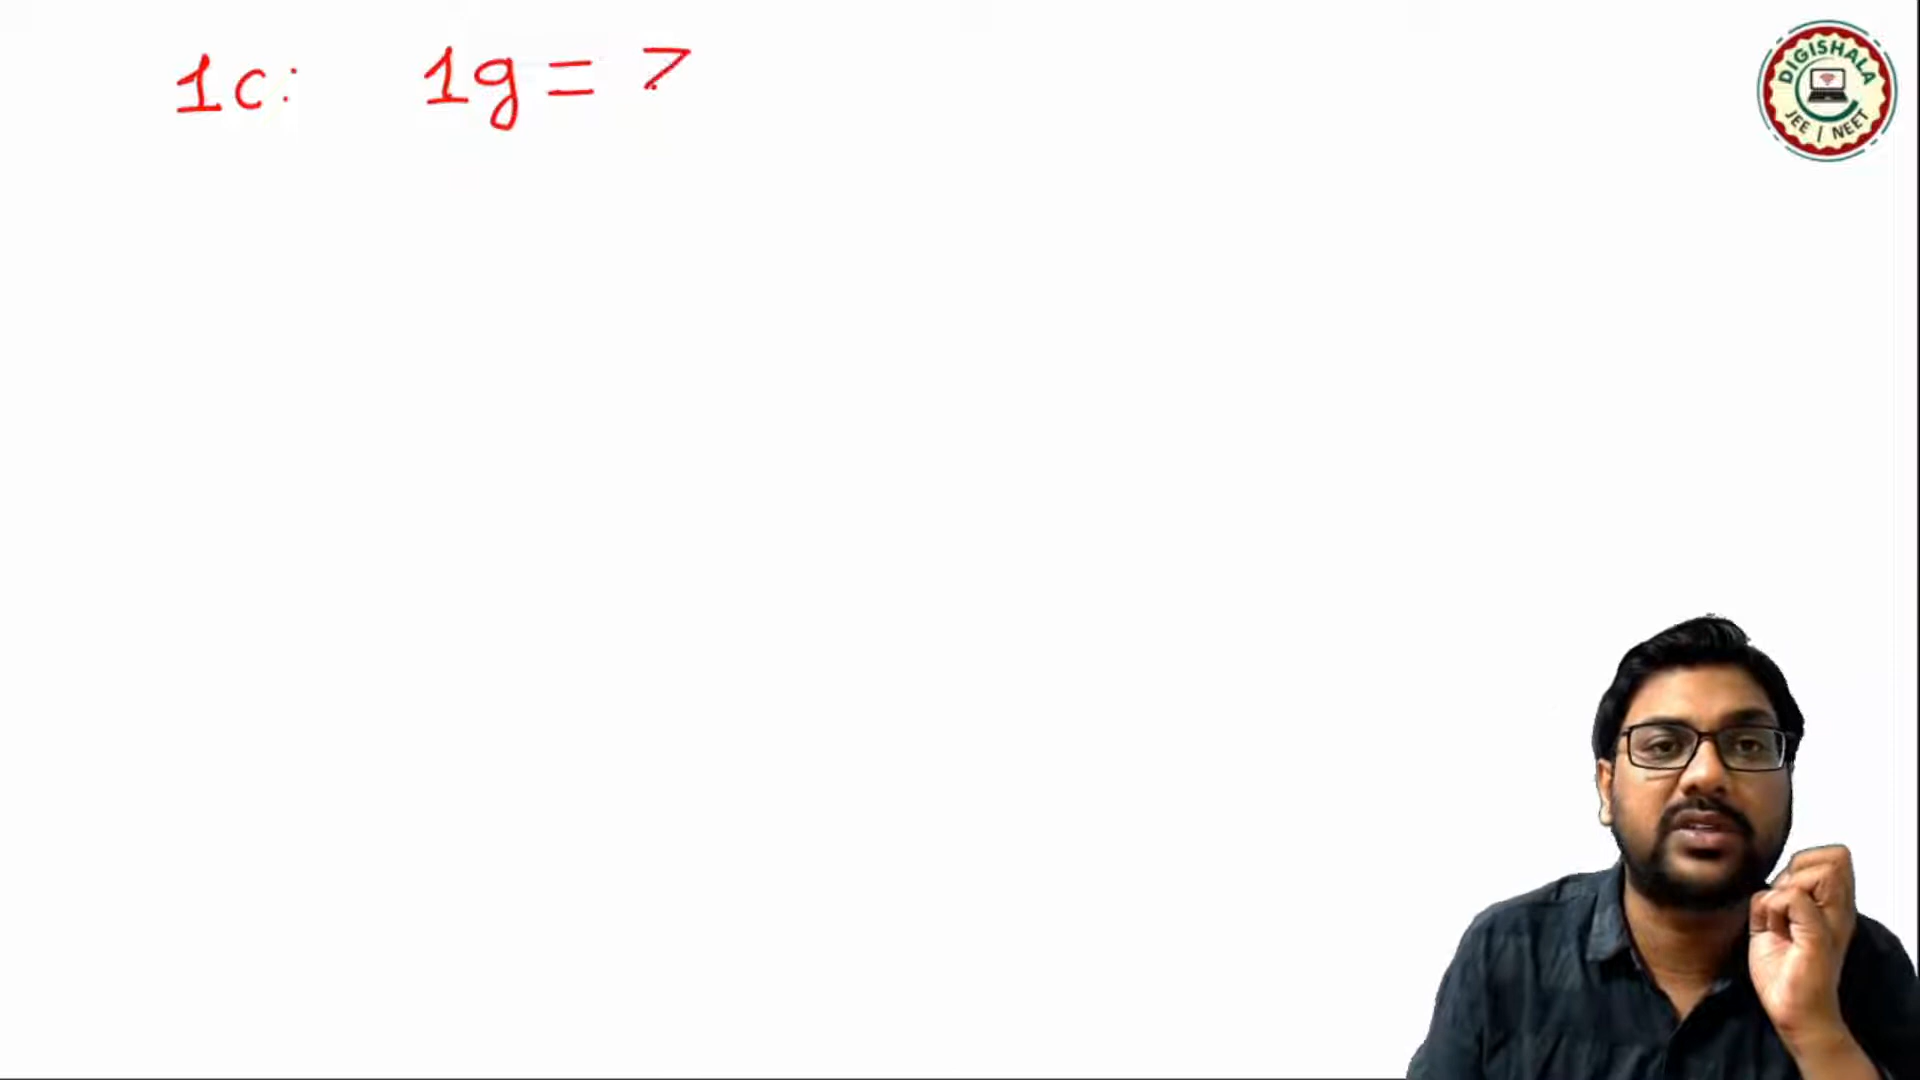 1c: 1g = ?
DIGISHALA
JEE | NEET